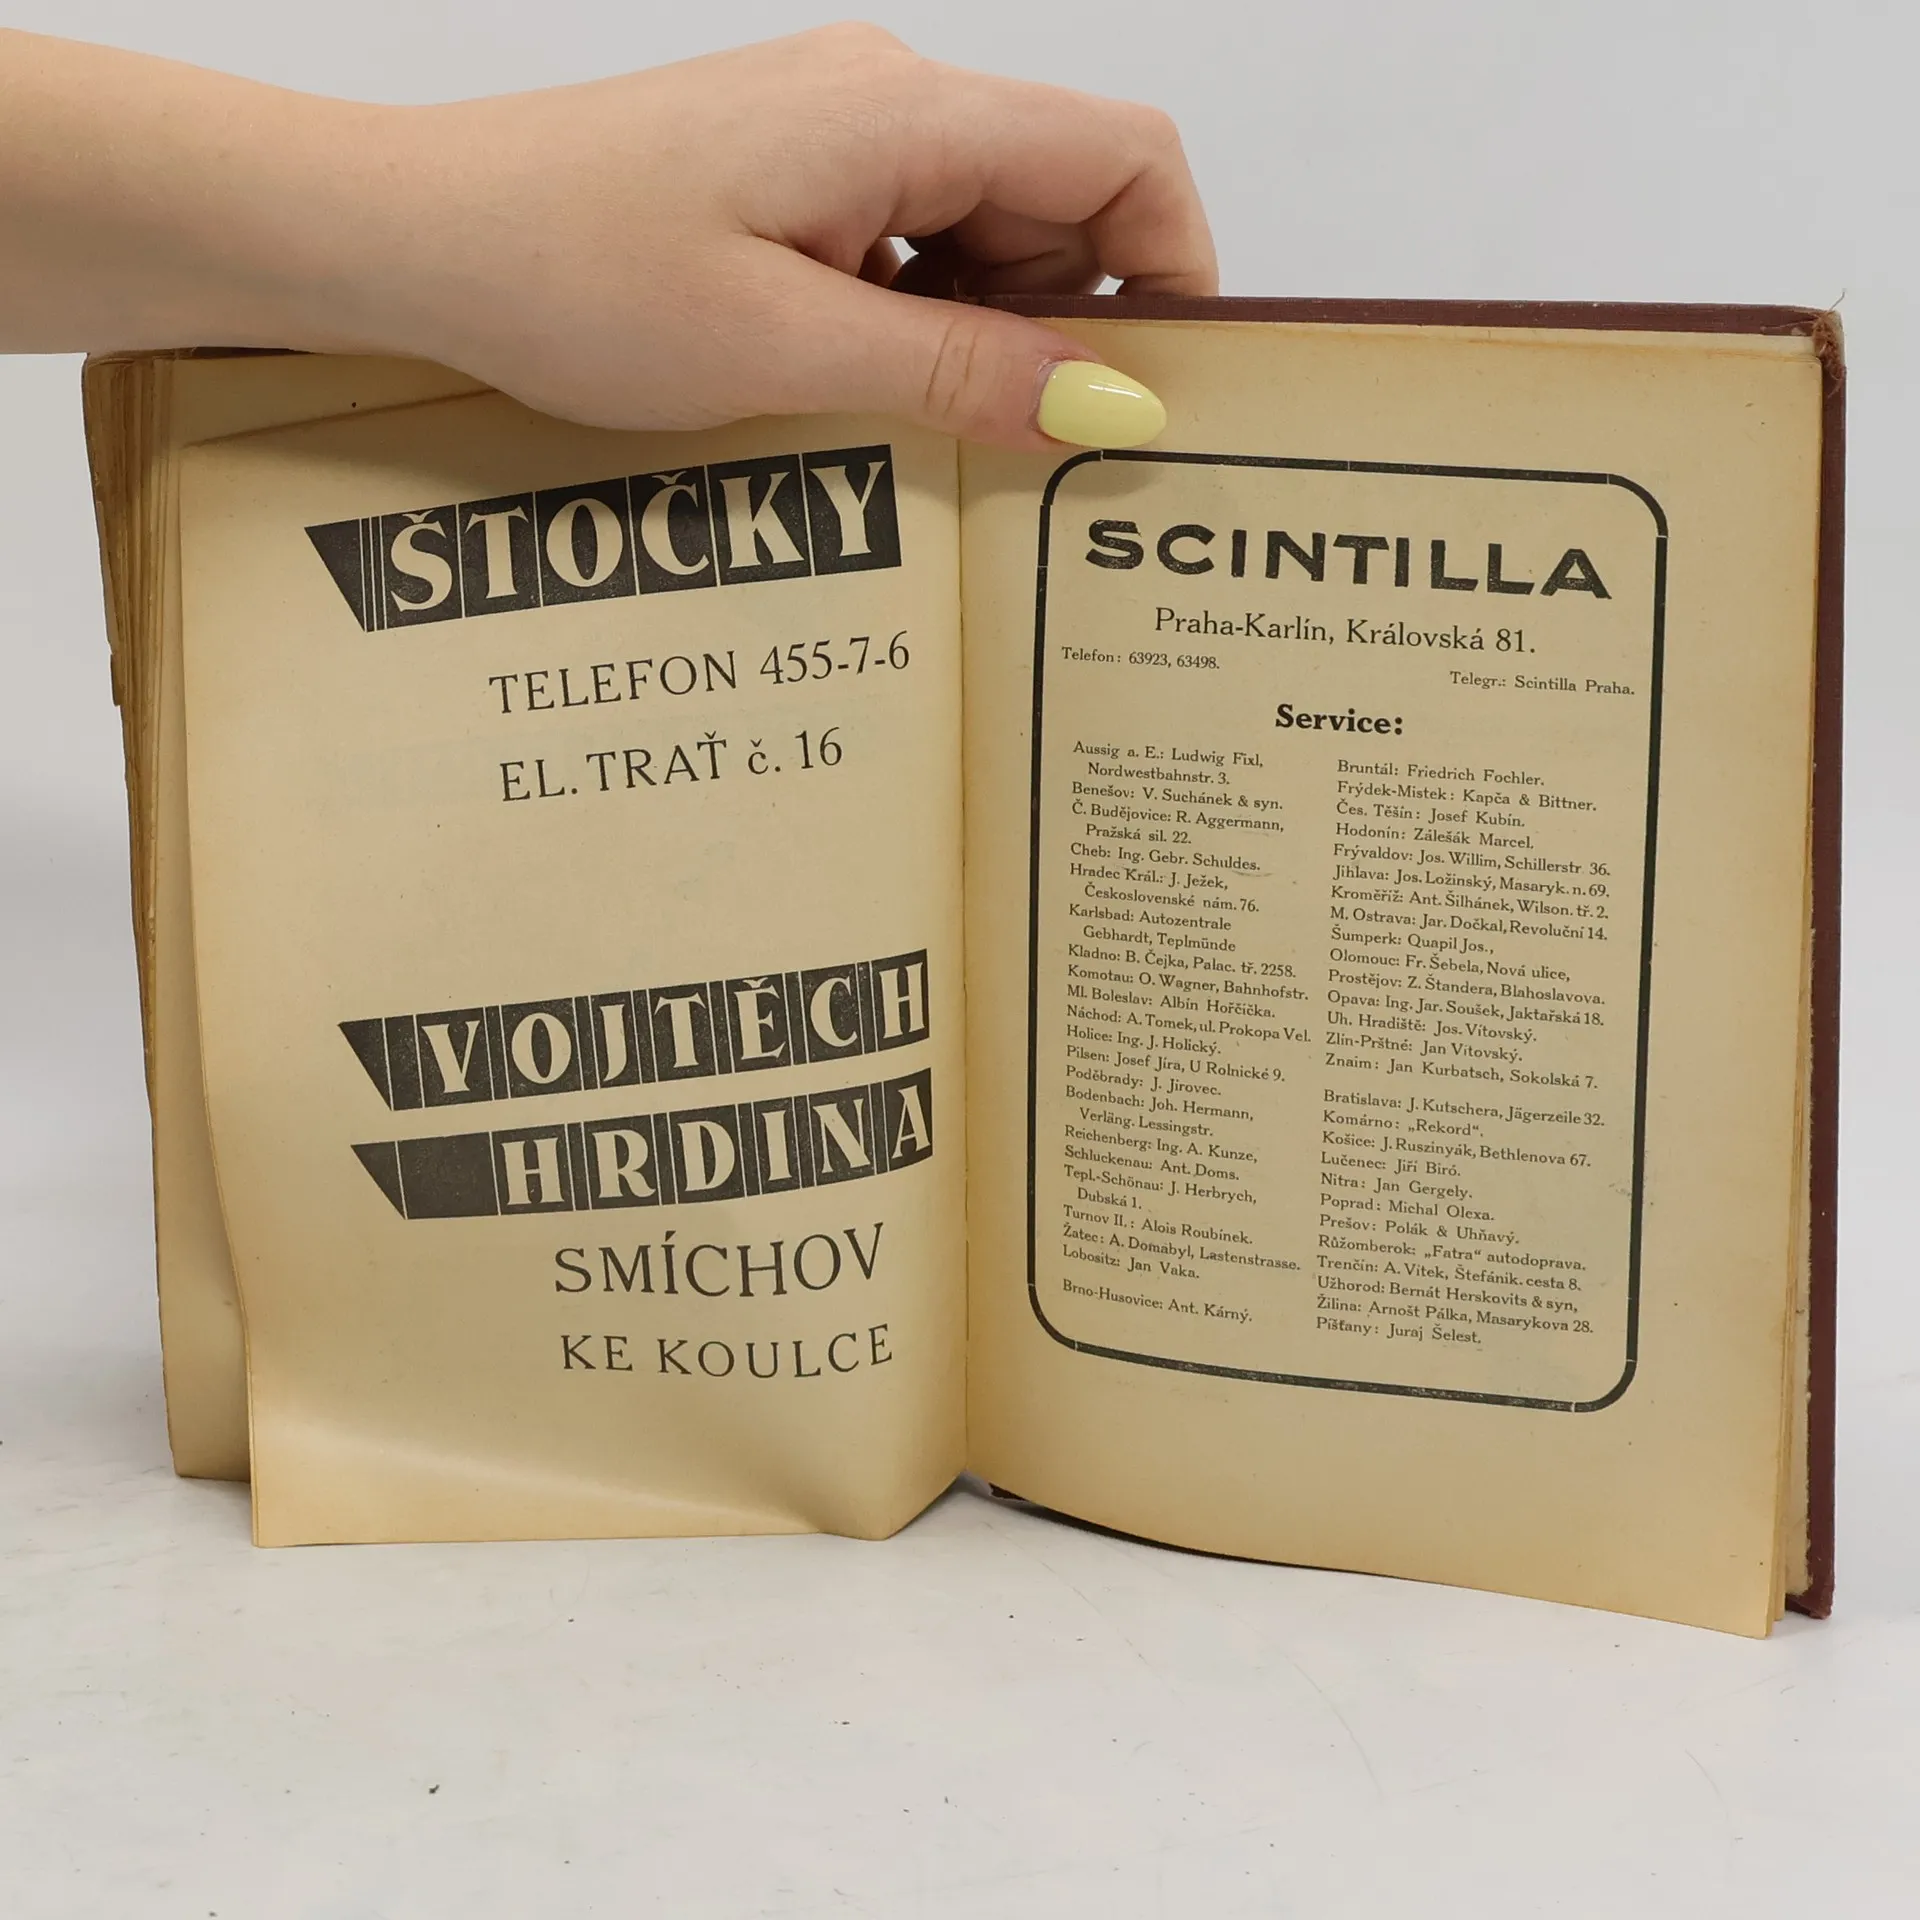 ŠTOČKY
TELEFON 455-7-6
EL. TRAŤ č. 16
VOJTĚCH
HRDINA
SMÍCHOV
KE KOULCE
SCINTILLA
Praha-Karlín, Královská 81.
Telefon: 63923, 63498.
Telegr.: Scintilla Praha.
Service:
Aussig a. E.: Ludwig Fixl,
Nordwestbahnstr. 3.
Benešov: V. Suchánek & syn.
Č. Budějovice: R. Aggermann,
Pražská sil. 22.
Cheb: Ing. Gebr. Schuldes.
Hradec Král.: J. Ježek,
Československé nám. 76.
Karlsbad: Autozentrale
Gebhardt, Teplmünde
Kladno: B. Čejka, Palac. tř. 2258.
Komotau: O. Wagner, Bahnhofstr.
Ml. Boleslav: Albín Hořčička.
Náchod: A. Tomek, ul. Prokopa Vel.
Holice: Ing. J. Holický.
Pilsen: Josef Jíra, U Rolnické 9.
Poděbrady: J. Jirovec.
Bodenbach: Joh. Hermann,
Verläng. Lessingstr.
Reichenberg: Ing. A. Kunze,
Schluckenau: Ant. Doms.
Tepl.-Schönau: J. Herbrych,
Dubská 1.
Turnov II.: Alois Roubínek.
Žatec: A. Domabyl, Lastenstrasse.
Lobositz: Jan Vaka.
Brno-Husovice: Ant. Kárný.
Bruntál: Friedrich Fochler.
Frýdek-Mistek: Kapča & Bittner.
Čes. Těšín: Josef Kubín.
Hodonín: Zálešák Marcel.
Frývaldov: Jos. Willim, Schillerstr. 36.
Jihlava: Jos. Ložinský, Masaryk. n. 69.
Kroměříž: Ant. Šilhánek, Wilson. tř. 2.
M. Ostrava: Jar. Dočkal, Revoluční 14.
Šumperk: Quapil Jos.,
Olomouc: Fr. Šebela, Nová ulice,
Prostějov: Z. Štandera, Blahoslavova.
Opava: Ing. Jar. Soušek, Jaktařská 18.
Uh. Hradiště: Jos. Vítovský.
Zlín-Prštné: Jan Vítovský.
Znaim: Jan Kurbatsch, Sokolská 7.
Bratislava: J. Kutschera, Jägerzeile 32.
Komárno: „Rekord“.
Košice: J. Ruszinyák, Bethlenova 67.
Lučenec: Jiří Biró.
Nitra: Jan Gergely.
Poprad: Michal Olexa.
Prešov: Polák & Uhňavý.
Růžomberok: „Fatra“ autodoprava.
Trenčín: A. Vítek, Štefánik. cesta 8.
Užhorod: Bernát Herskovits & syn,
Žilina: Arnošt Pálka, Masarykova 28.
Píšťany: Juraj Šelest.